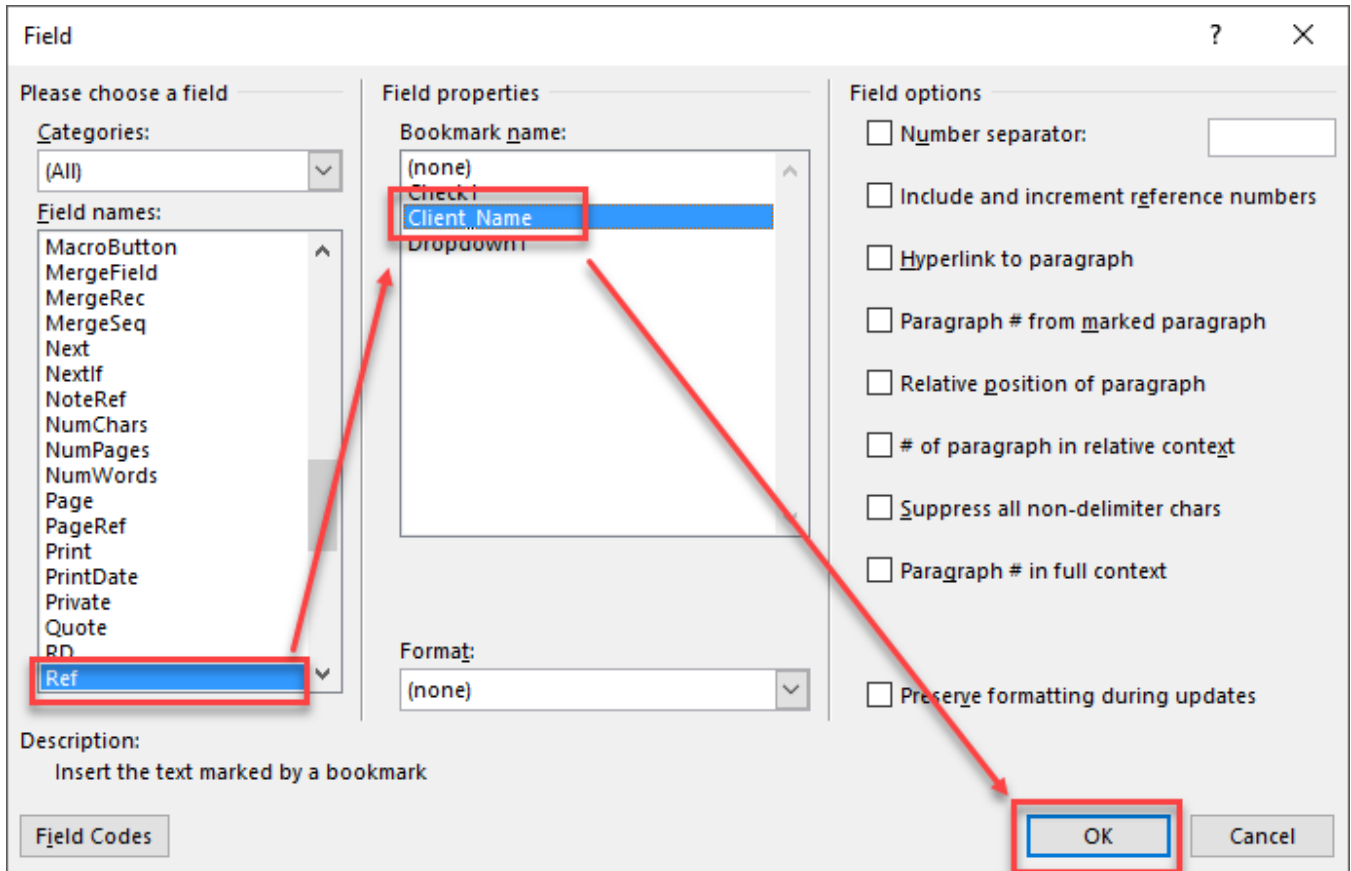 Field
?
Please choose a field
Categories:
(All)
Field names:
MacroButton
MergeField
MergeRec
MergeSeq
Next
NextIf
NoteRef
NumChars
NumPages
NumWords
Page
PageRef
Print
PrintDate
Private
Quote
RD
Ref
Field properties
Bookmark name:
(none)
Check1
Client_Name
Dropdown1
Format:
(none)
Field options
Number separator:
Include and increment reference numbers
Hyperlink to paragraph
Paragraph # from marked paragraph
Relative position of paragraph
# of paragraph in relative context
Suppress all non-delimiter chars
Paragraph # in full context
Preserve formatting during updates
Description:
Insert the text marked by a bookmark
Field Codes
OK
Cancel